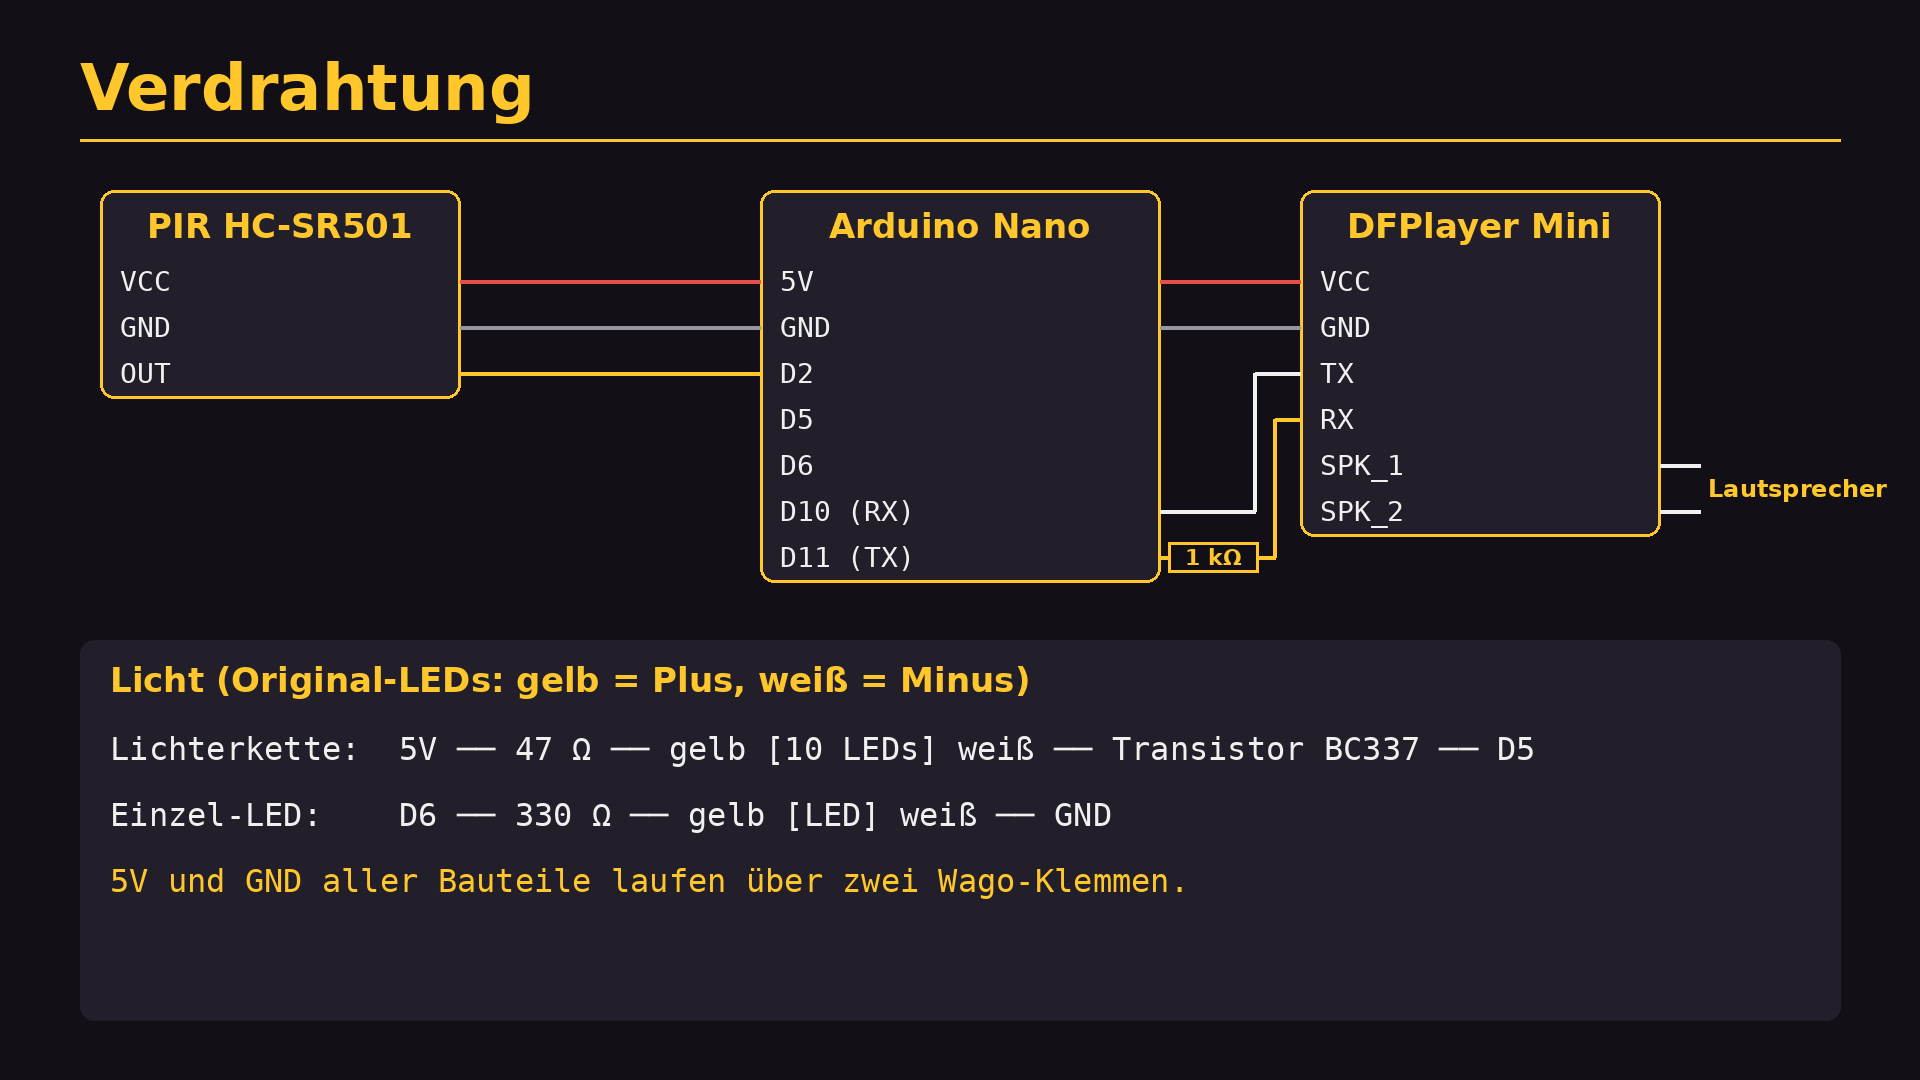 Verdrahtung
PIR HC-SR501
VCC
GND
OUT
Arduino Nano
5V
GND
D2
D5
D6
D10 (RX)
D11 (TX)
1 kΩ
DFPlayer Mini
VCC
GND
TX
RX
SPK_1
SPK_2
Lautsprecher
Licht (Original-LEDs: gelb = Plus, weiß = Minus)
Lichterkette:  5V ── 47 Ω ── gelb [10 LEDs] weiß ── Transistor BC337 ── D5
Einzel-LED:    D6 ── 330 Ω ── gelb [LED] weiß ── GND
5V und GND aller Bauteile laufen über zwei Wago-Klemmen.